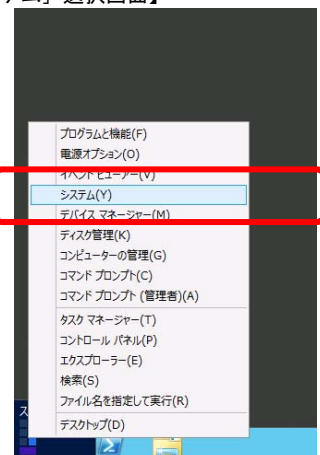 テム」選択画面】
プログラムと機能(F)
電源オプション(O)
イベント ビューアー(V)
システム(Y)
デバイス マネージャー(M)
ディスク管理(K)
コンピューターの管理(G)
コマンド プロンプト(C)
コマンド プロンプト (管理者)(A)
タスク マネージャー(T)
コントロール パネル(P)
エクスプローラー(E)
検索(S)
ファイル名を指定して実行(R)
デスクトップ(D)
ス